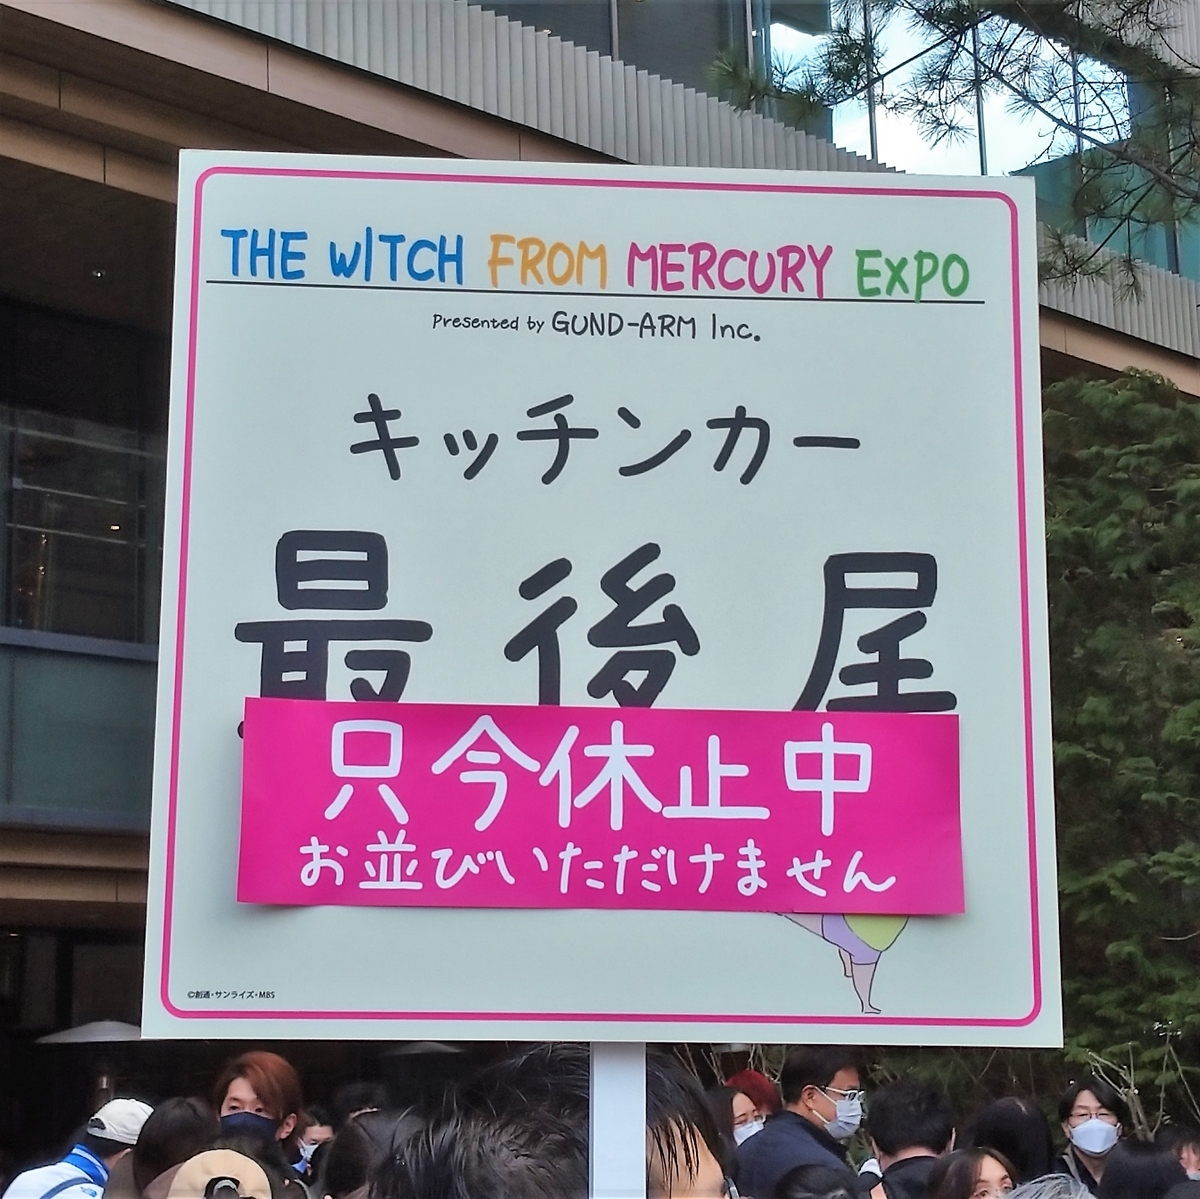 THE WITCH FROM MERCURY EXPO
Presented by GUND-ARM Inc.
キッチンカー
最後尾
只今休止中
お並びいただけません
©創通・サンライズ・MBS